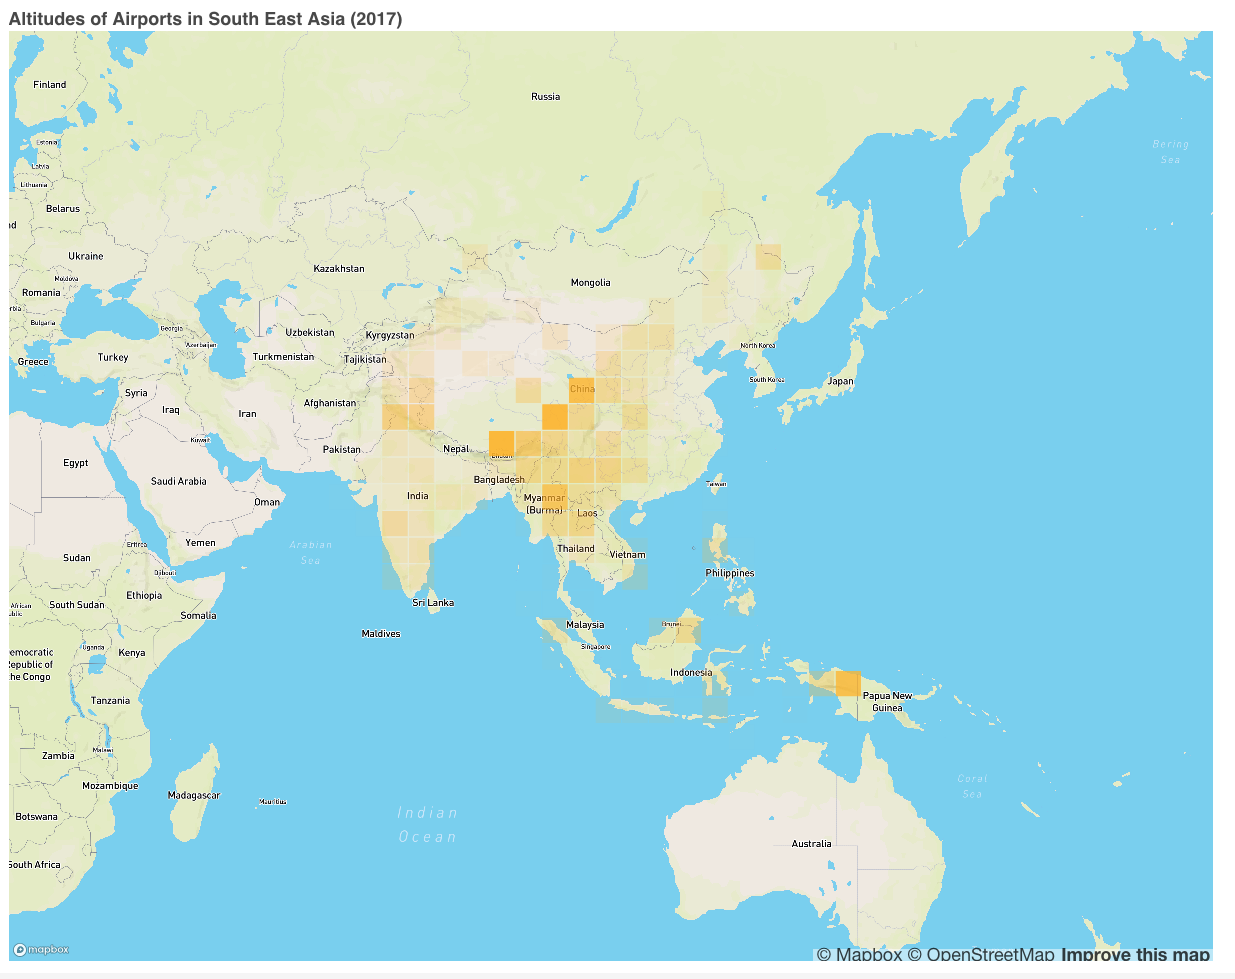 Altitudes of Airports in South East Asia (2017)
Finland
Russia
Bering
Sea
Estonia
Latvia
Lithuania
Belarus
nd
Ukraine
Kazakhstan
Moldova
Mongolia
Romania
rbia
Bulgaria
Georgia
Uzbekistan
Kyrgyzstan
Azerbaijan
North Korea
Greece
Turkey
Turkmenistan
Tajikistan
South Korea
Japan
Syria
China
Afghanistan
Iraq
Iran
Kuwait
Pakistan
Nepal
Bhutan
Egypt
Saudi Arabia
Bangladesh
Taiwan
India
Myanmar
(Burma)
Oman
Laos
Yemen
Eritrea
Arabian
Sea
Thailand
Vietnam
Sudan
Djibouti
Philippines
Ethiopia
African
ublic
South Sudan
Sri Lanka
Somalia
Malaysia
Brunei
Maldives
Singapore
Uganda
Kenya
emocratic
Republic of
he Congo
Indonesia
Tanzania
Papua New
Guinea
Malawi
Zambia
Mozambique
Coral
Sea
Madagascar
Mauritius
Indian
Ocean
Botswana
Australia
South Africa
mapbox
© Mapbox © OpenStreetMap Improve this map